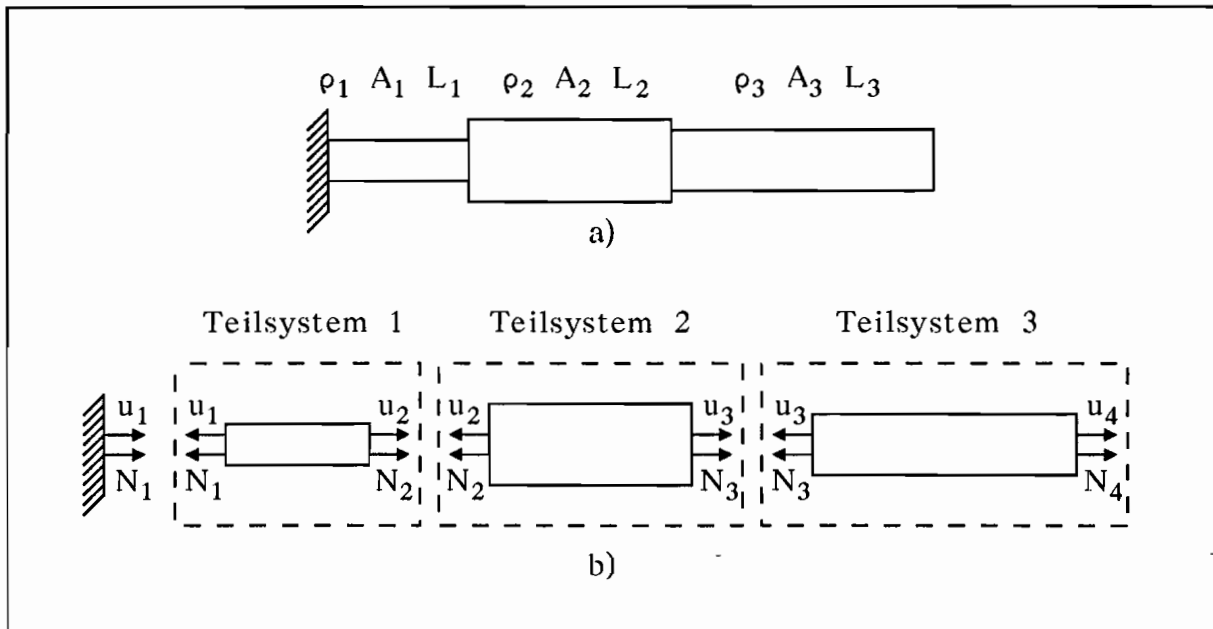 ρ₁ A₁ L₁ ρ₂ A₂ L₂ ρ₃ A₃ L₃
a)
Teilsystem 1 Teilsystem 2 Teilsystem 3
u₁ u₁ u₂ u₂ u₃ u₃ u₄
N₁ N₁ N₂ N₂ N₃ N₃ N₄
b)